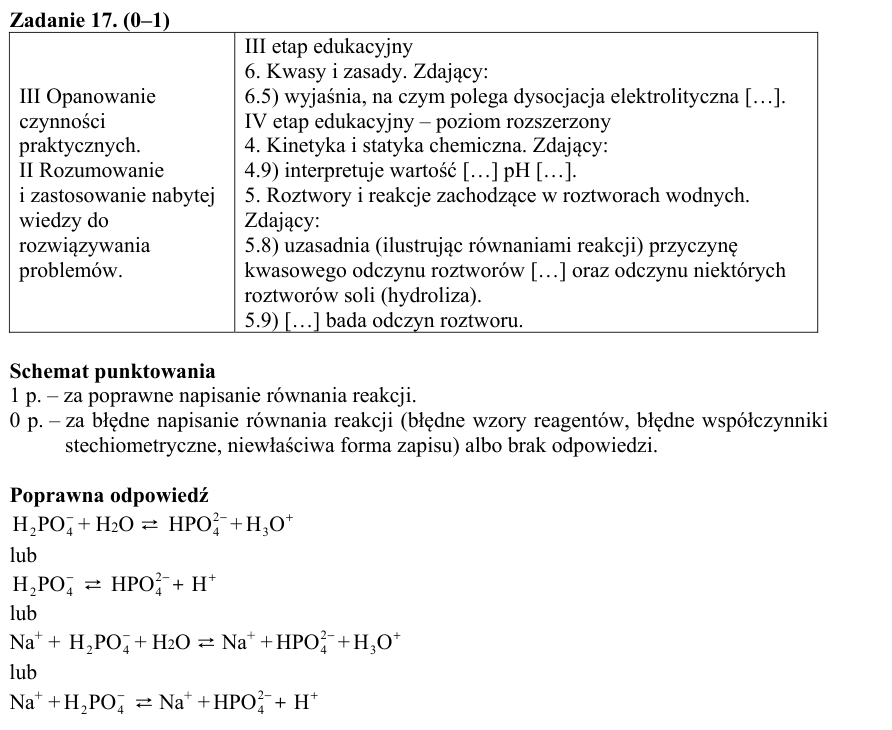 Zadanie 17. (0–1)
III Opanowanie
czynności
praktycznych.
II Rozumowanie
i zastosowanie nabytej
wiedzy do
rozwiązywania
problemów.
III etap edukacyjny
6. Kwasy i zasady. Zdający:
6.5) wyjaśnia, na czym polega dysocjacja elektrolityczna […].
IV etap edukacyjny – poziom rozszerzony
4. Kinetyka i statyka chemiczna. Zdający:
4.9) interpretuje wartość […] pH […].
5. Roztwory i reakcje zachodzące w roztworach wodnych.
Zdający:
5.8) uzasadnia (ilustrując równaniami reakcji) przyczynę
kwasowego odczynu roztworów […] oraz odczynu niektórych
roztworów soli (hydroliza).
5.9) […] bada odczyn roztworu.
Schemat punktowania
1 p. – za poprawne napisanie równania reakcji.
0 p. – za błędne napisanie równania reakcji (błędne wzory reagentów, błędne współczynniki
stechiometryczne, niewłaściwa forma zapisu) albo brak odpowiedzi.
Poprawna odpowiedź
H₂PO₄⁻ + H₂O ⇄ HPO₄²⁻ + H₃O⁺
lub
H₂PO₄⁻ ⇄ HPO₄²⁻ + H⁺
lub
Na⁺ + H₂PO₄⁻ + H₂O ⇄ Na⁺ + HPO₄²⁻ + H₃O⁺
lub
Na⁺ + H₂PO₄⁻ ⇄ Na⁺ + HPO₄²⁻ + H⁺